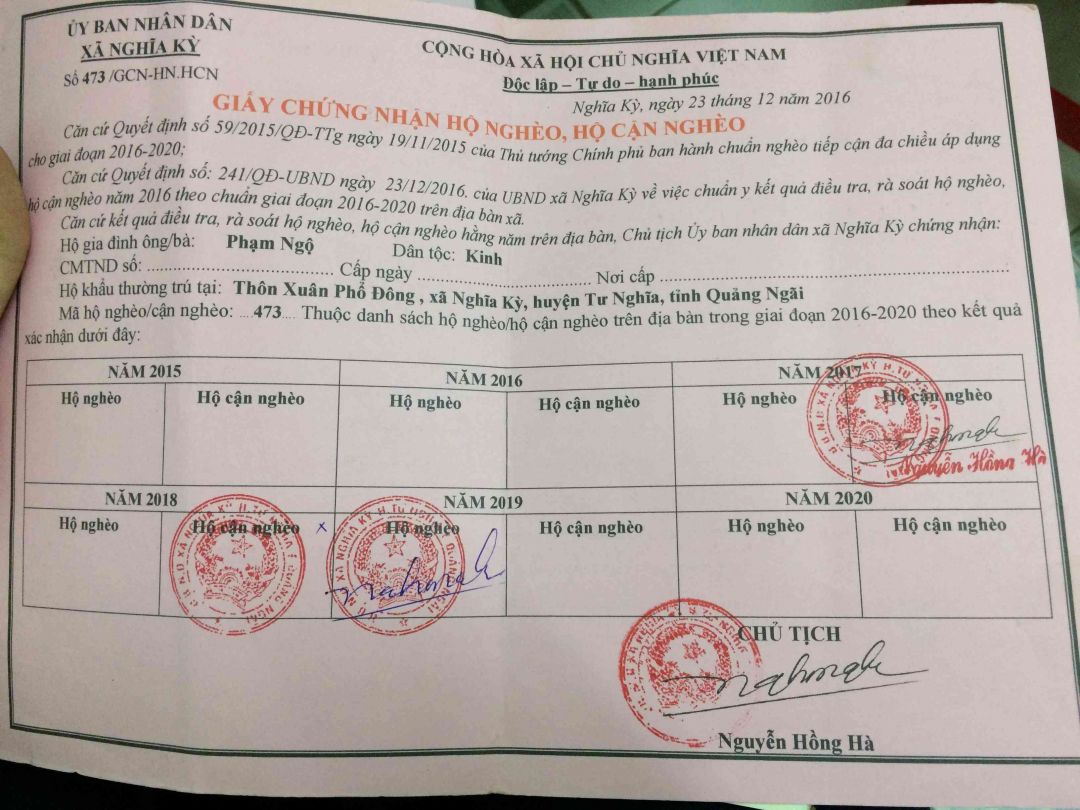 ỦY BAN NHÂN DÂN
XÃ NGHĨA KỲ
Số 473 /GCN-HN.HCN
CỘNG HÒA XÃ HỘI CHỦ NGHĨA VIỆT NAM
Độc lập – Tự do – hạnh phúc
Nghĩa Kỳ, ngày 23 tháng 12 năm 2016
GIẤY CHỨNG NHẬN HỘ NGHÈO, HỘ CẬN NGHÈO
Căn cứ Quyết định số 59/2015/QĐ-TTg ngày 19/11/2015 của Thủ tướng Chính phủ ban hành chuẩn nghèo tiếp cận đa chiều áp dụng
cho giai đoạn 2016-2020;
Căn cứ Quyết định số: 241/QĐ-UBND ngày 23/12/2016. của UBND xã Nghĩa Kỳ về việc chuẩn y kết quả điều tra, rà soát hộ nghèo,
hộ cận nghèo năm 2016 theo chuẩn giai đoạn 2016-2020 trên địa bàn xã.
Căn cứ kết quả điều tra, rà soát hộ nghèo, hộ cận nghèo hằng năm trên địa bàn, Chủ tịch Ủy ban nhân dân xã Nghĩa Kỳ chứng nhận:
Hộ gia đình ông/bà: Phạm Ngộ Dân tộc: Kinh
CMTND số: ................................. Cấp ngày ......................... Nơi cấp ..................................................
Hộ khẩu thường trú tại: Thôn Xuân Phổ Đông , xã Nghĩa Kỳ, huyện Tư Nghĩa, tỉnh Quảng Ngãi
Mã hộ nghèo/cận nghèo: ....473.... Thuộc danh sách hộ nghèo/hộ cận nghèo trên địa bàn trong giai đoạn 2016-2020 theo kết quả
xác nhận dưới đây:
NĂM 2015 NĂM 2016 NĂM 2017
Hộ nghèo Hộ cận nghèo Hộ nghèo Hộ cận nghèo Hộ nghèo Hộ cận nghèo
Nguyễn Hồng Hà
NĂM 2018 NĂM 2019 NĂM 2020
Hộ nghèo Hộ cận nghèo x Hộ nghèo Hộ cận nghèo Hộ nghèo Hộ cận nghèo
CHỦ TỊCH
Nguyễn Hồng Hà